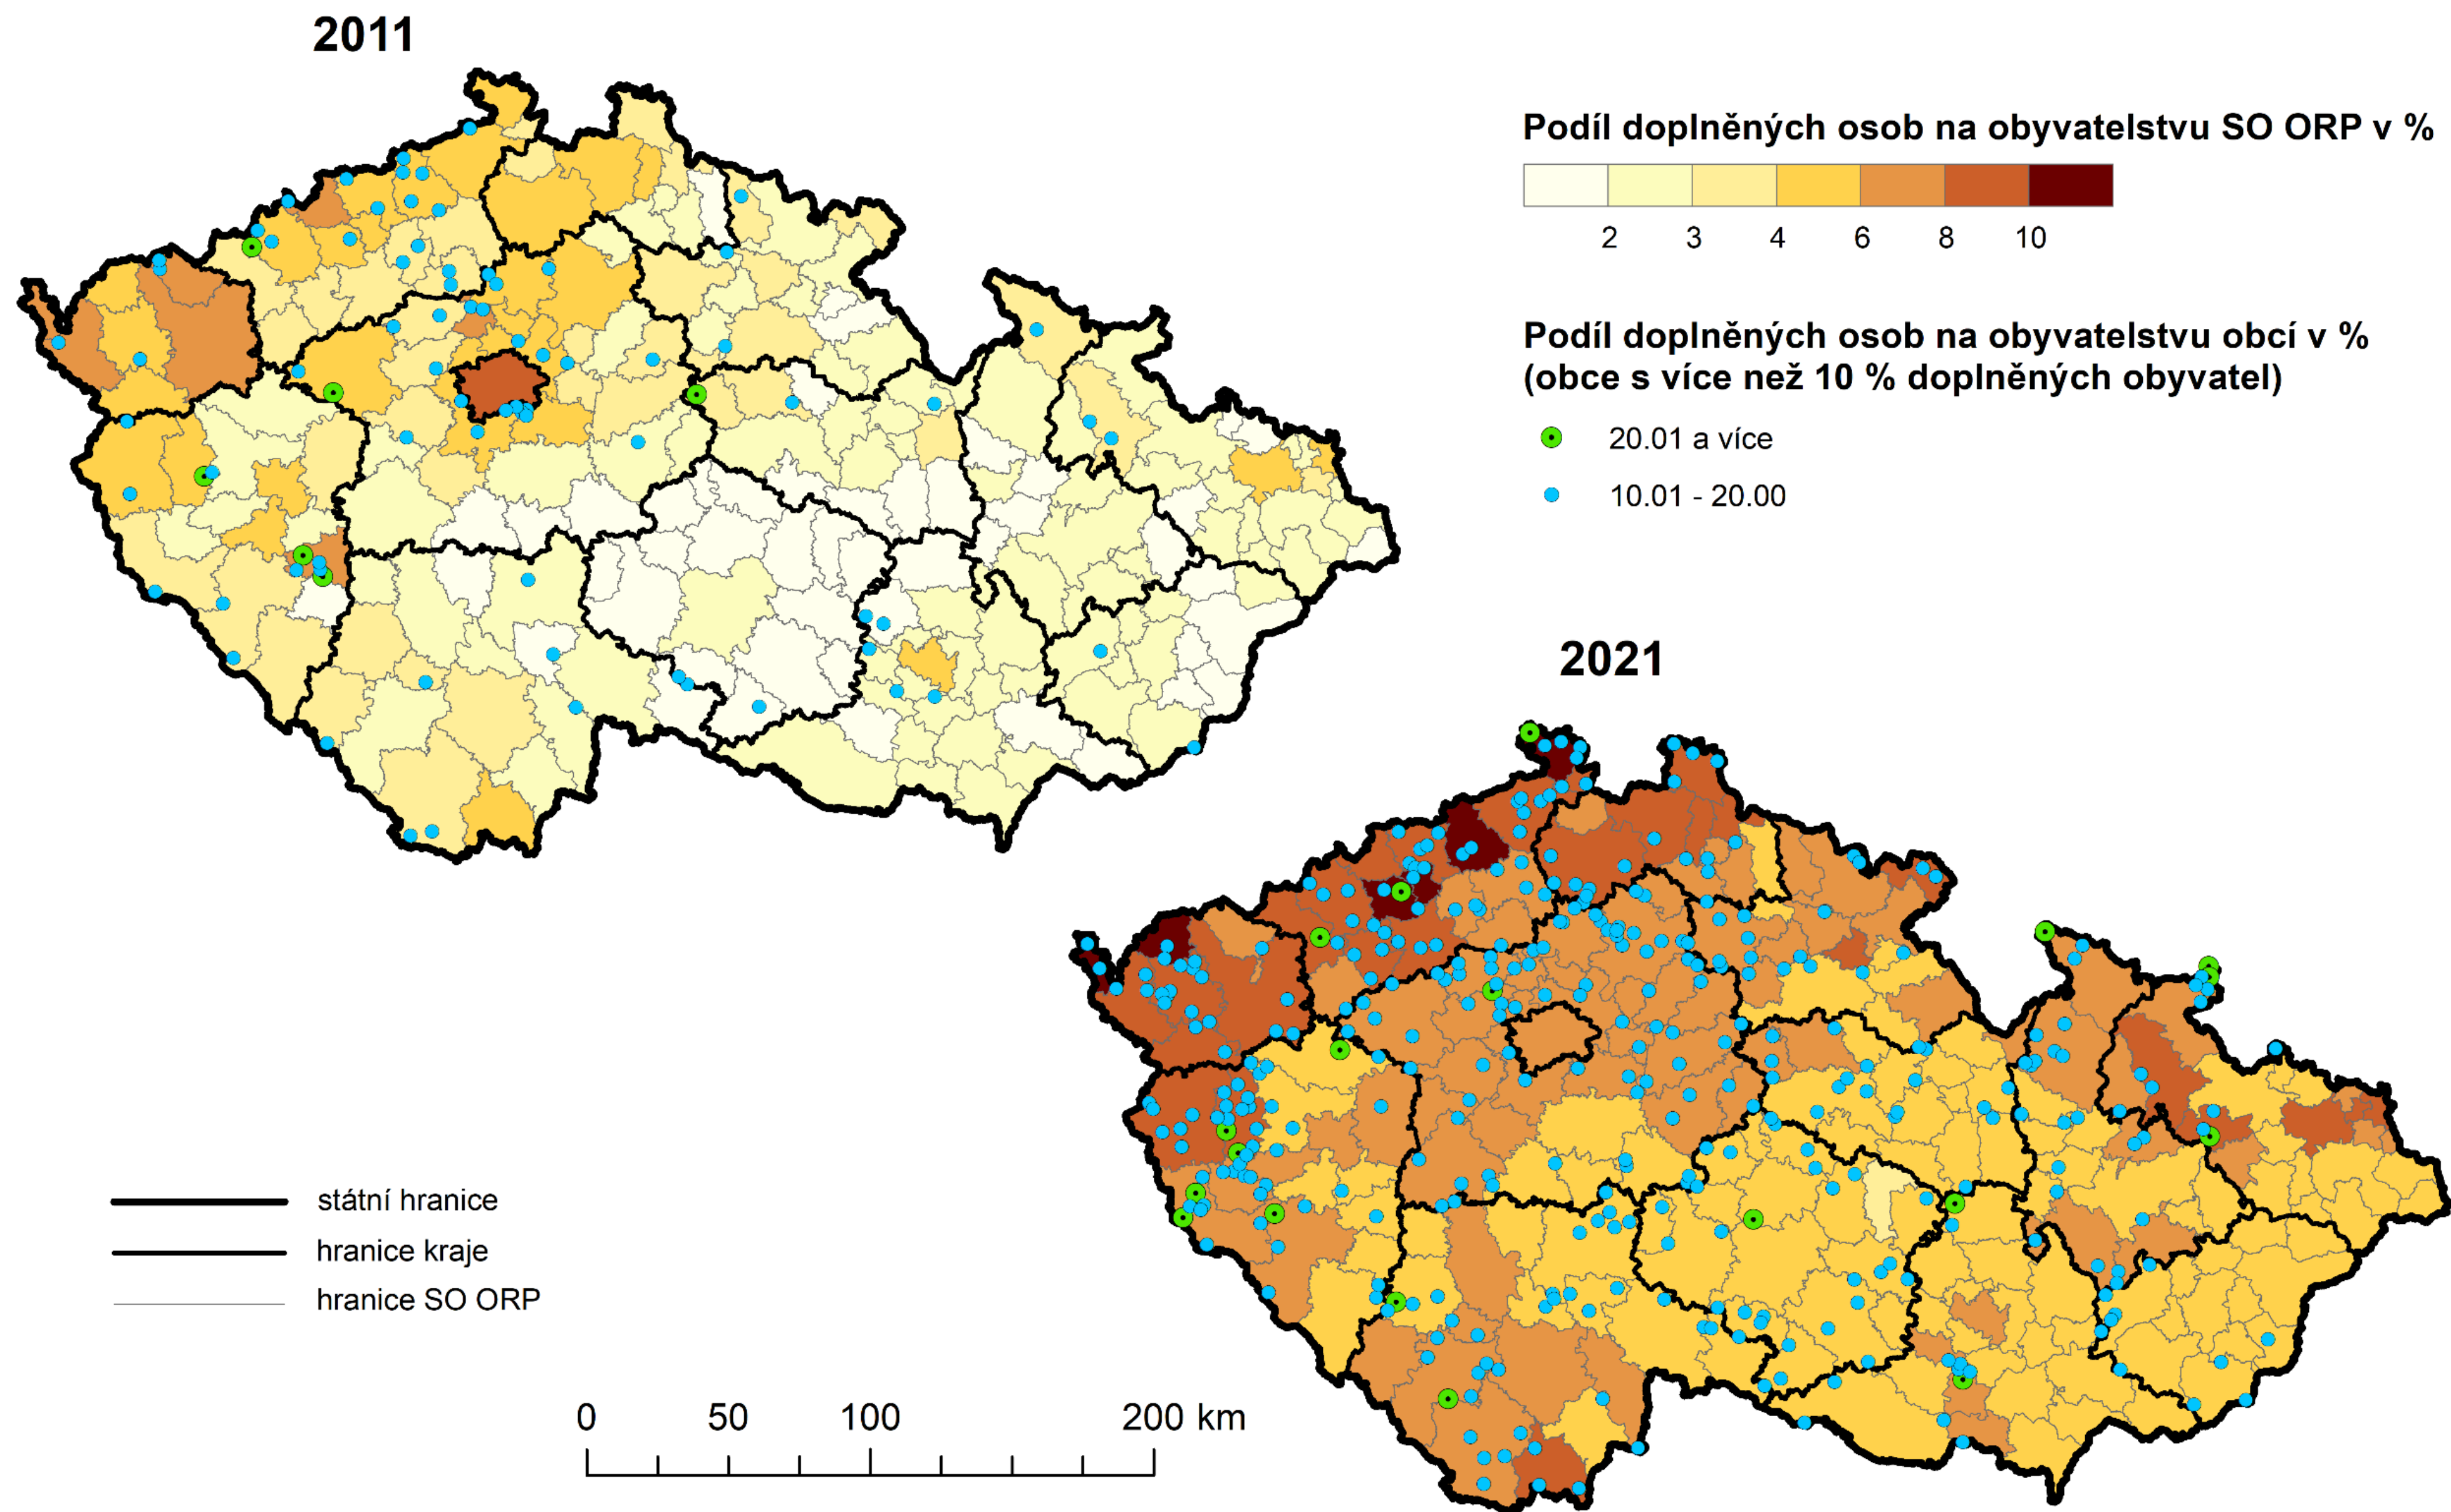 2011
Podíl doplněných osob na obyvatelstvu SO ORP v %
2 3 4 6 8 10
Podíl doplněných osob na obyvatelstvu obcí v %
(obce s více než 10 % doplněných obyvatel)
20.01 a více
10.01 - 20.00
2021
státní hranice
hranice kraje
hranice SO ORP
0 50 100 200 km